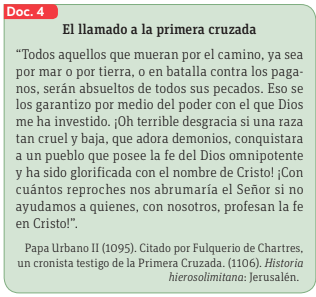 Doc. 4
El llamado a la primera cruzada
“Todos aquellos que mueran por el camino, ya sea
por mar o por tierra, o en batalla contra los paga-
nos, serán absueltos de todos sus pecados. Eso se
los garantizo por medio del poder con el que Dios
me ha investido. ¡Oh terrible desgracia si una raza
tan cruel y baja, que adora demonios, conquistara
a un pueblo que posee la fe del Dios omnipotente
y ha sido glorificada con el nombre de Cristo! ¡Con
cuántos reproches nos abrumaría el Señor si no
ayudamos a quienes, con nosotros, profesan la fe
en Cristo!”.
Papa Urbano II (1095). Citado por Fulquerio de Chartres,
un cronista testigo de la Primera Cruzada. (1106). Historia
hierosolimitana: Jerusalén.